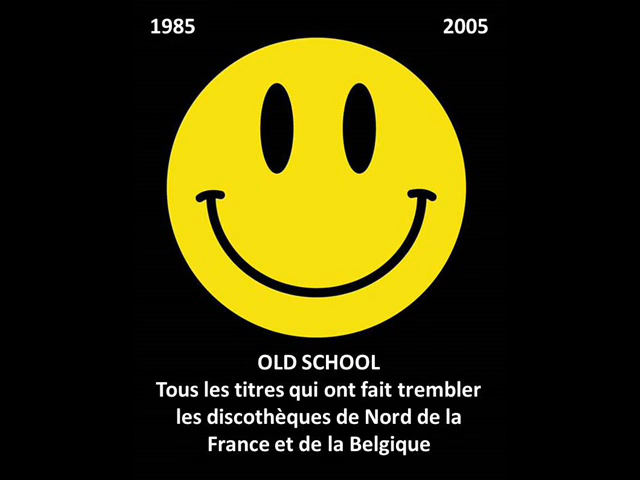 1985 2005
OLD SCHOOL
Tous les titres qui ont fait trembler
les discothèques de Nord de la
France et de la Belgique